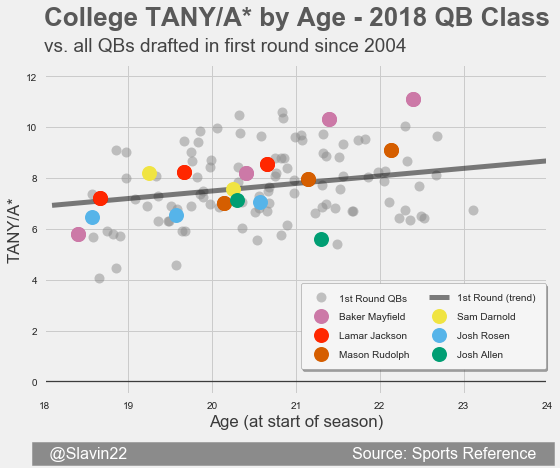 College TANY/A* by Age - 2018 QB Class
vs. all QBs drafted in first round since 2004
12
10
8
6
4
2
0
TANY/A*
1st Round QBs
1st Round (trend)
Baker Mayfield
Sam Darnold
Lamar Jackson
Josh Rosen
Mason Rudolph
Josh Allen
18 19 20 21 22 23 24
Age (at start of season)
@Slavin22
Source: Sports Reference